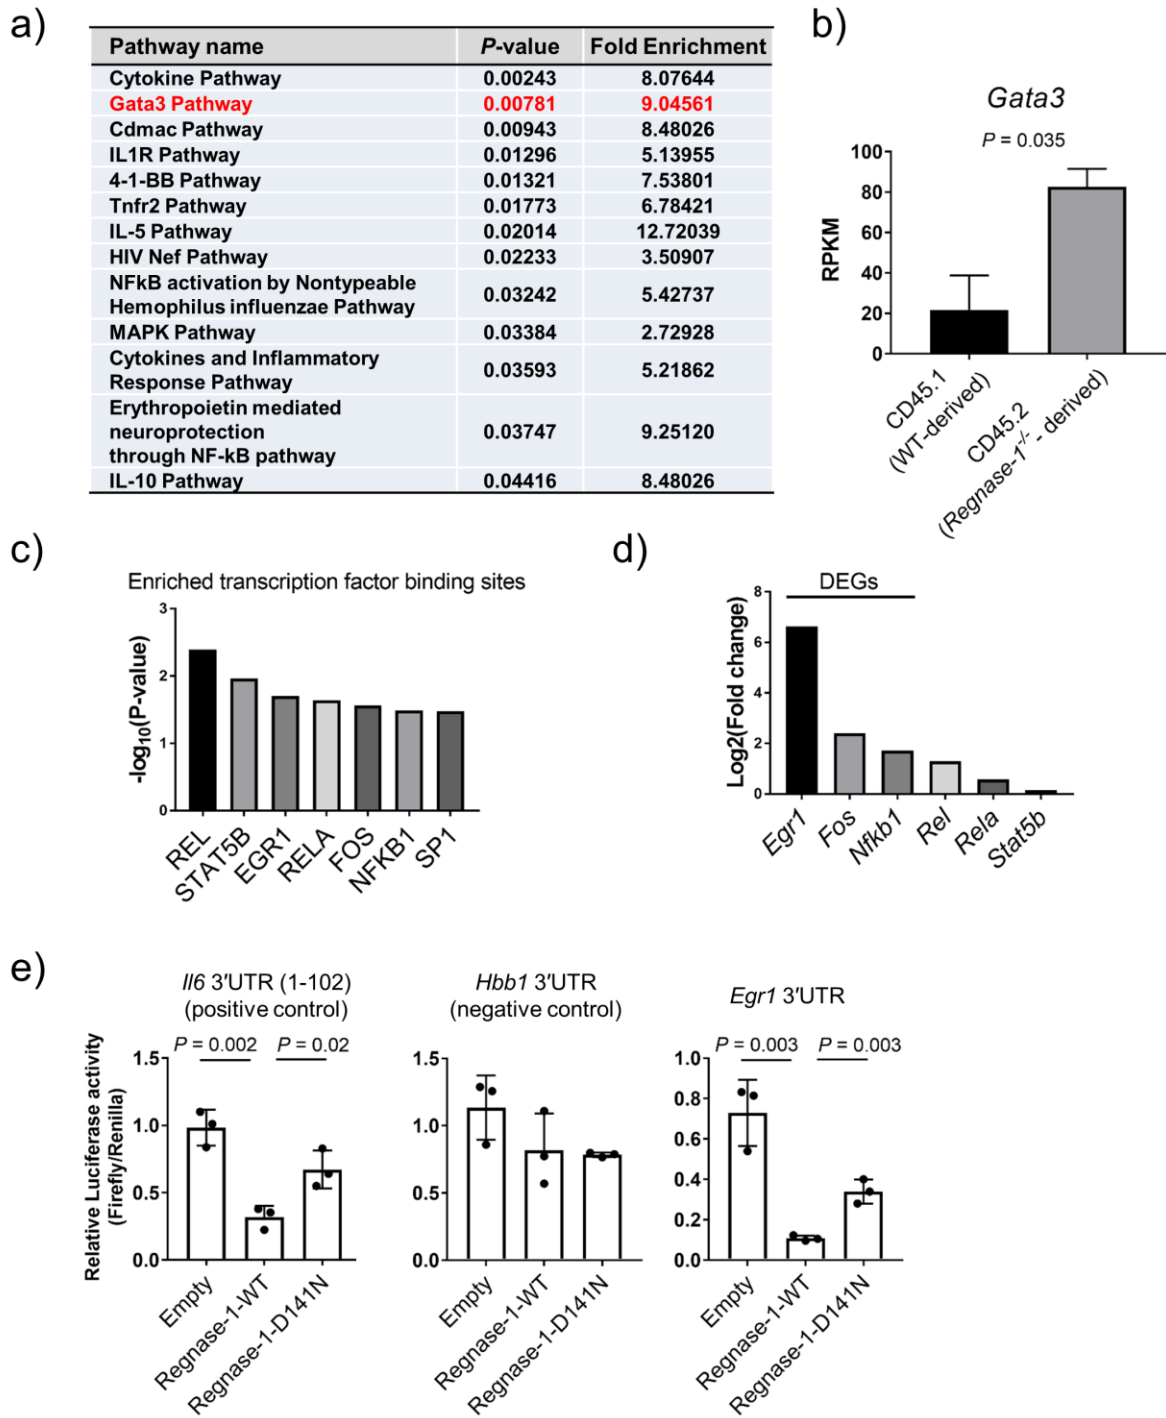 a)
Pathway name P-value Fold Enrichment
Cytokine Pathway 0.00243 8.07644
Gata3 Pathway 0.00781 9.04561
Cdmac Pathway 0.00943 8.48026
IL1R Pathway 0.01296 5.13955
4-1-BB Pathway 0.01321 7.53801
Tnfr2 Pathway 0.01773 6.78421
IL-5 Pathway 0.02014 12.72039
HIV Nef Pathway 0.02233 3.50907
NFkB activation by Nontypeable
Hemophilus influenzae Pathway 0.03242 5.42737
MAPK Pathway 0.03384 2.72928
Cytokines and Inflammatory
Response Pathway 0.03593 5.21862
Erythropoietin mediated
neuroprotection 0.03747 9.25120
through NF-kB pathway
IL-10 Pathway 0.04416 8.48026
b)
Gata3
P = 0.035
RPKM
100
80
60
40
20
0
CD45.1
(WT-derived)
CD45.2
(Regnase-1-/- - derived)
c)
Enriched transcription factor binding sites
-log10(P-value)
3
2
1
0
REL
STAT5B
EGR1
RELA
FOS
NFKB1
SP1
d)
DEGs
Log2(Fold change)
8
6
4
2
0
Egr1
Fos
Nfkb1
Rel
Rela
Stat5b
e)
Il6 3′UTR (1-102)
(positive control)
P = 0.002 P = 0.02
Relative Luciferase activity
(Firefly/Renilla)
1.5
1.0
0.5
0.0
Empty
Regnase-1-WT
Regnase-1-D141N
Hbb1 3′UTR
(negative control)
1.5
1.0
0.5
0.0
Empty
Regnase-1-WT
Regnase-1-D141N
Egr1 3′UTR
P = 0.003 P = 0.003
1.0
0.8
0.6
0.4
0.2
0.0
Empty
Regnase-1-WT
Regnase-1-D141N